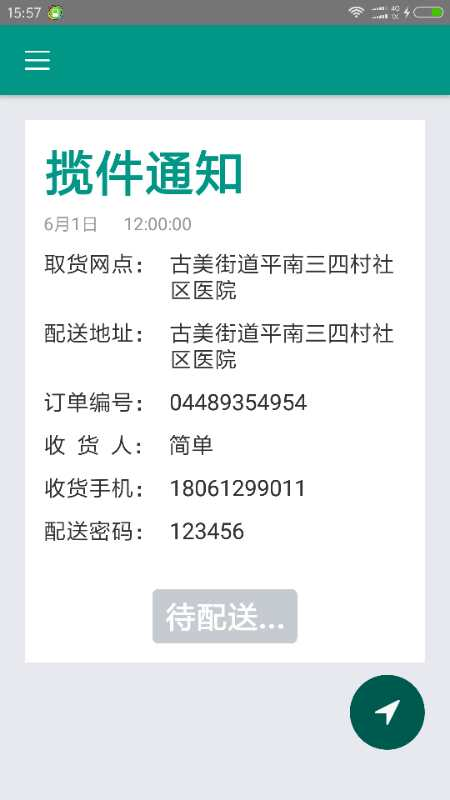 15:57
揽件通知
6月1日 12:00:00
取货网点： 古美街道平南三四村社
区医院
配送地址： 古美街道平南三四村社
区医院
订单编号： 04489354954
收 货 人： 简单
收货手机： 18061299011
配送密码： 123456
待配送...